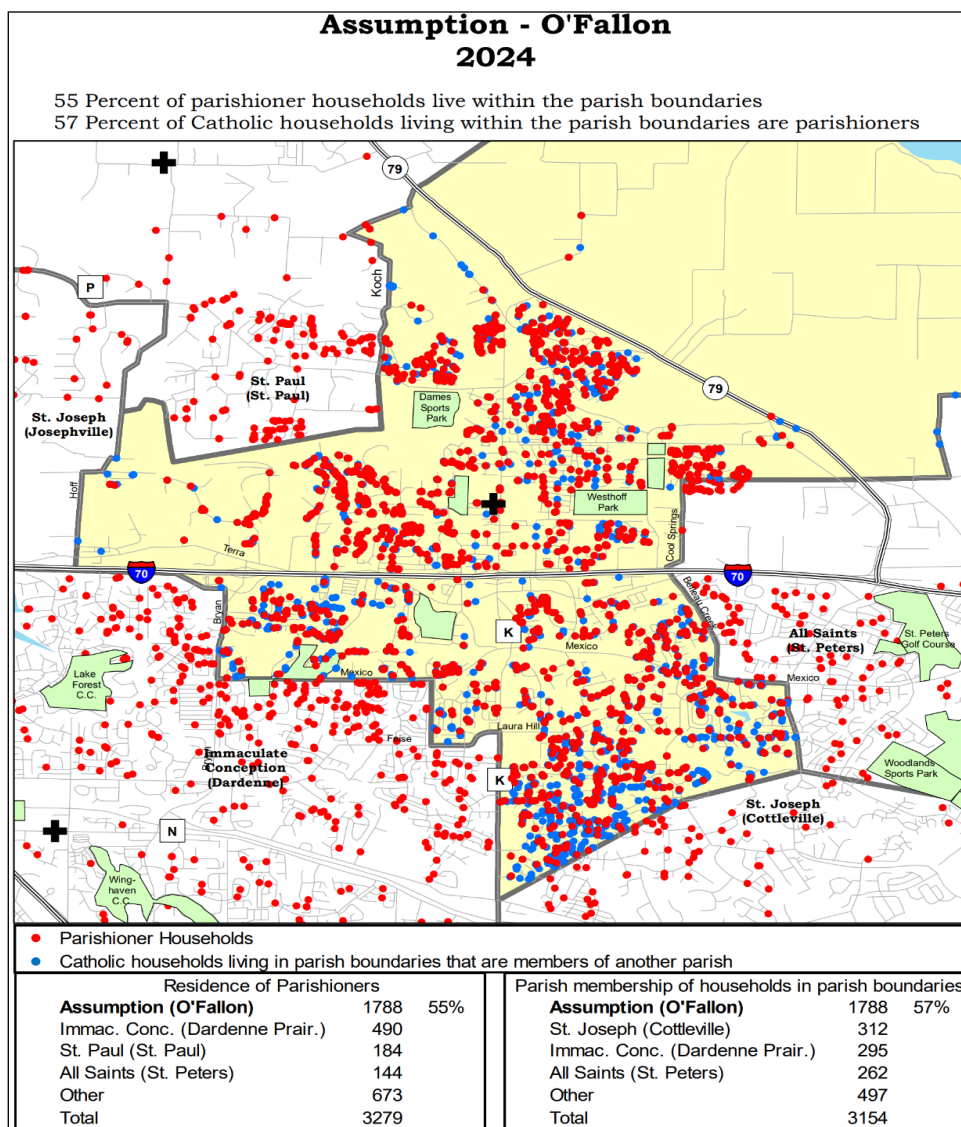 Assumption - O'Fallon
2024
55 Percent of parishioner households live within the parish boundaries
57 Percent of Catholic households living within the parish boundaries are parishioners
79
Koch
P
St. Paul
(St. Paul)
79
St. Joseph
(Josephville)
Dames
Sports
Park
Hoff
Westhoff
Park
Cool Springs
Terra
70
70
Belleau Creek
Bryan
K
All Saints
(St. Peters)
St. Peters
Golf Course
Mexico
Mexico
Mexico
Lake
Forest
C.C.
Laura Hill
Feise
Bryan
Immaculate
Conception
(Dardenne)
Woodlands
Sports Park
K
St. Joseph
(Cottleville)
N
Wing-
haven
C.C.
Parishioner Households
Catholic households living in parish boundaries that are members of another parish
Residence of Parishioners
Assumption (O'Fallon) 1788 55%
Immac. Conc. (Dardenne Prair.) 490
St. Paul (St. Paul) 184
All Saints (St. Peters) 144
Other 673
Total 3279
Parish membership of households in parish boundaries
Assumption (O'Fallon) 1788 57%
St. Joseph (Cottleville) 312
Immac. Conc. (Dardenne Prair.) 295
All Saints (St. Peters) 262
Other 497
Total 3154